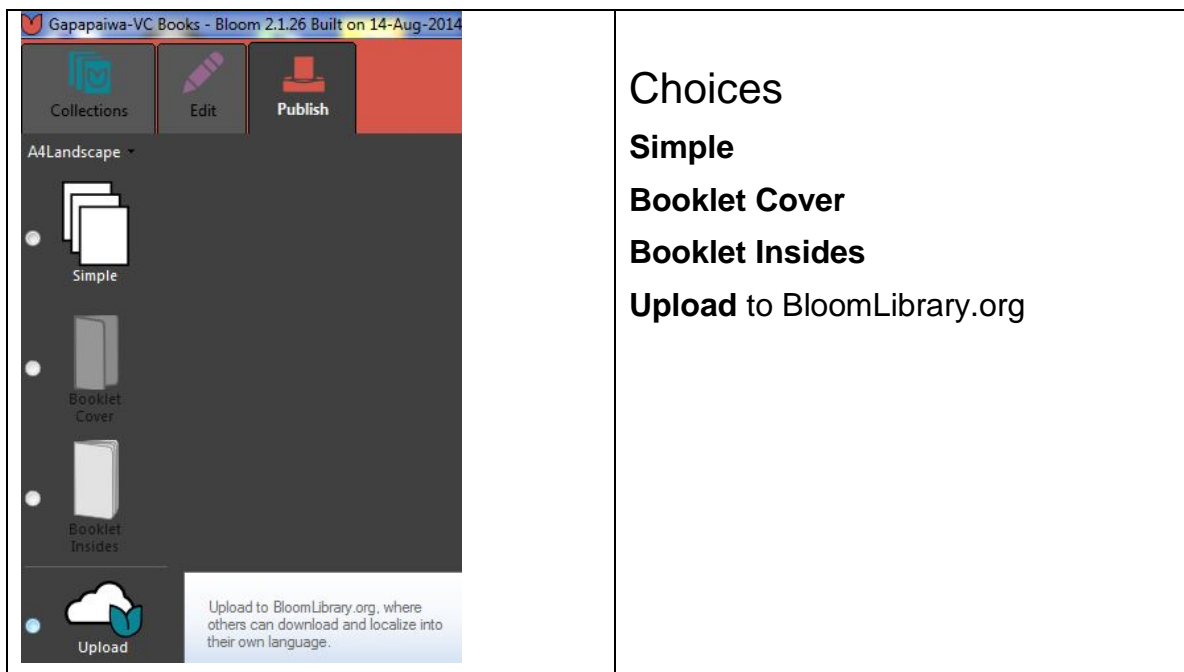 Gapapaiwa-VC Books - Bloom 2.1.26 Built on 14-Aug-2014
Collections
Edit
Publish
A4Landscape
Simple
Booklet
Cover
Booklet
Insides
Upload
Upload to BloomLibrary.org, where
others can download and localize into
their own language.
Choices
Simple
Booklet Cover
Booklet Insides
Upload to BloomLibrary.org